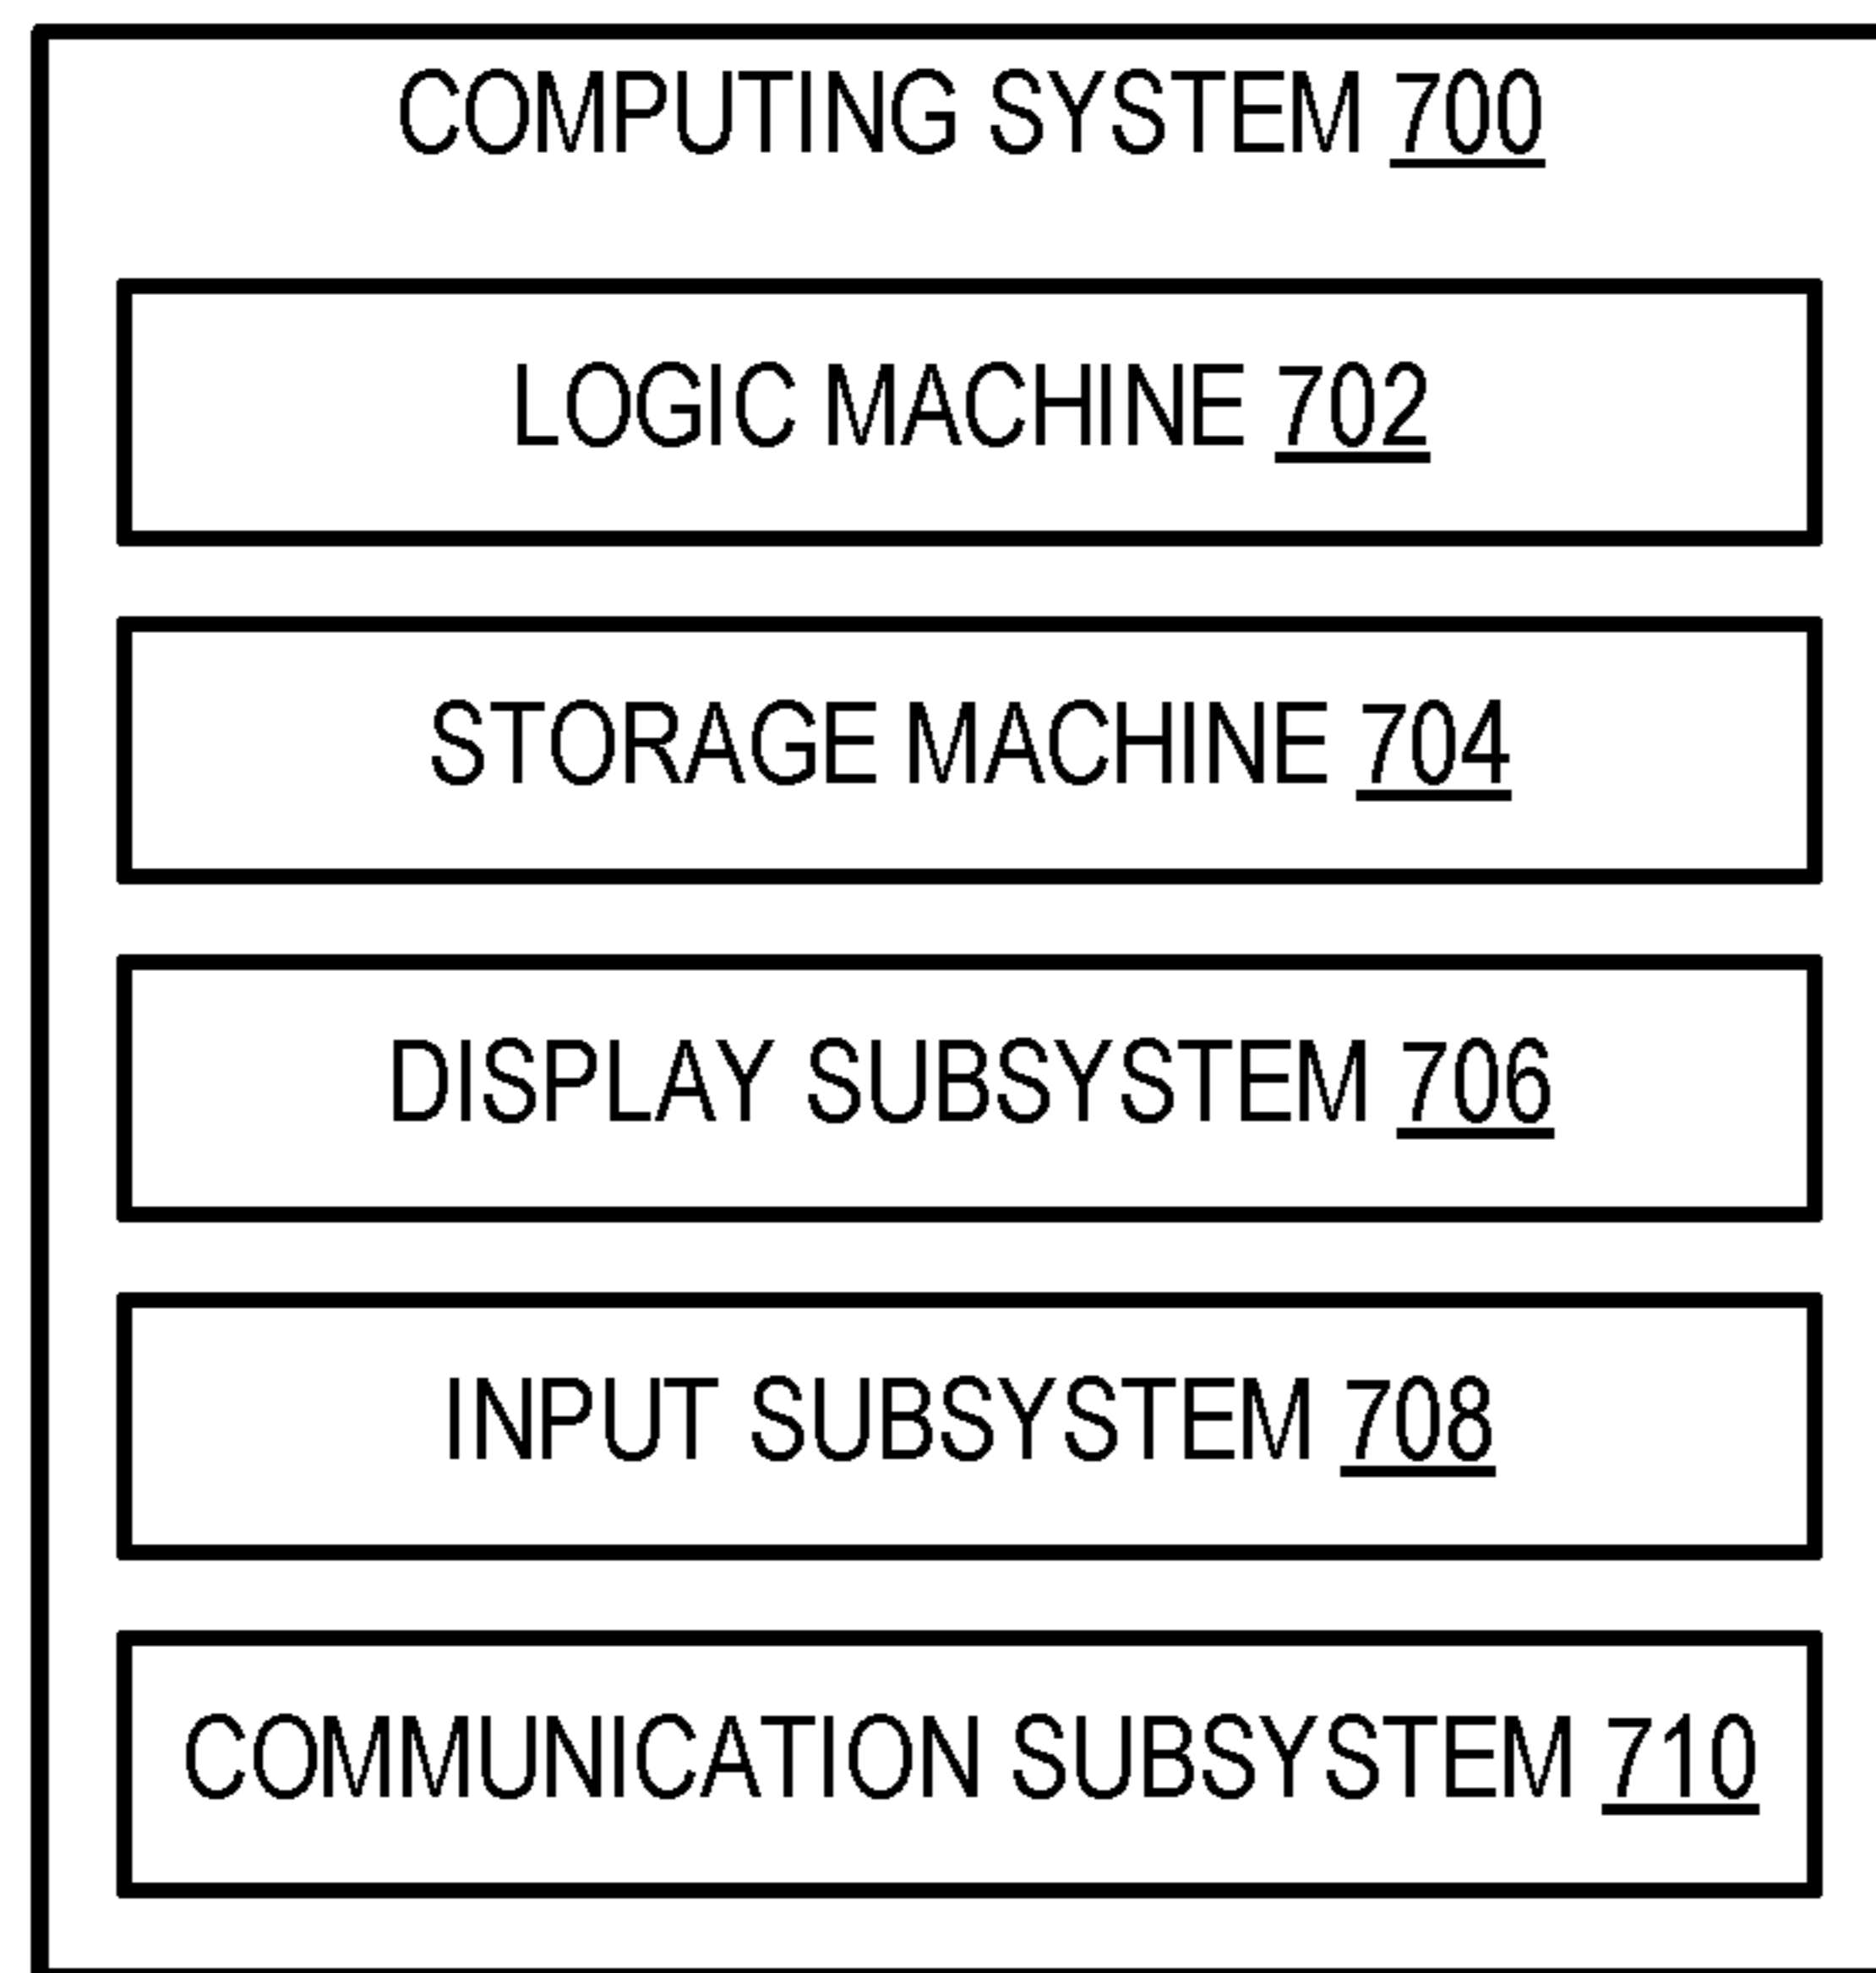 COMPUTING SYSTEM 700
LOGIC MACHINE 702
STORAGE MACHINE 704
DISPLAY SUBSYSTEM 706
INPUT SUBSYSTEM 708
COMMUNICATION SUBSYSTEM 710